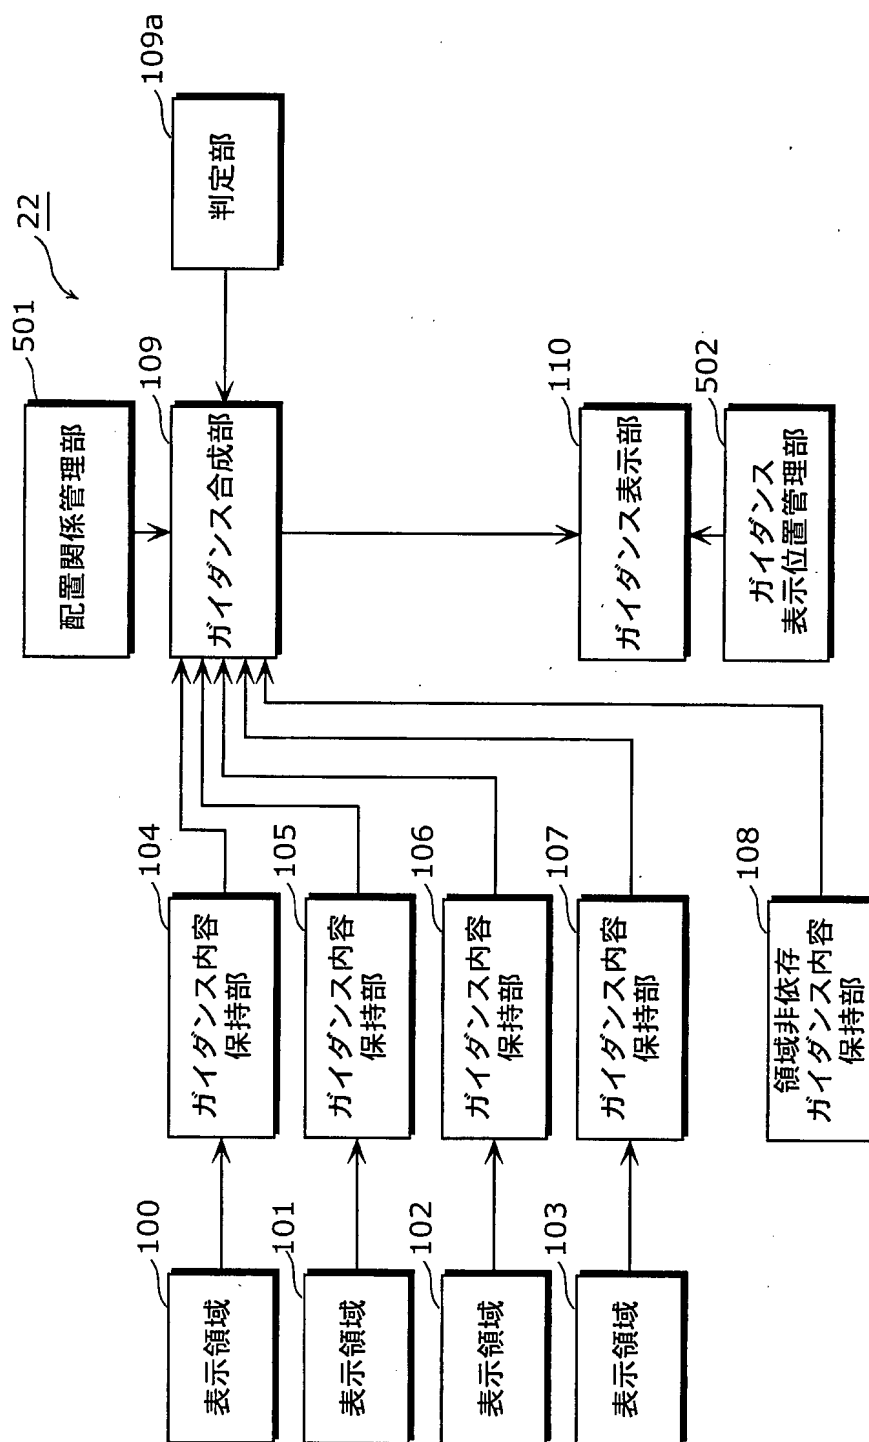 22
100
表示領域
101
表示領域
102
表示領域
103
表示領域
104
ガイダンス内容
保持部
105
ガイダンス内容
保持部
106
ガイダンス内容
保持部
107
ガイダンス内容
保持部
108
領域非依存
ガイダンス内容
保持部
501
配置関係管理部
109
ガイダンス合成部
109a
判定部
110
ガイダンス表示部
502
ガイダンス
表示位置管理部